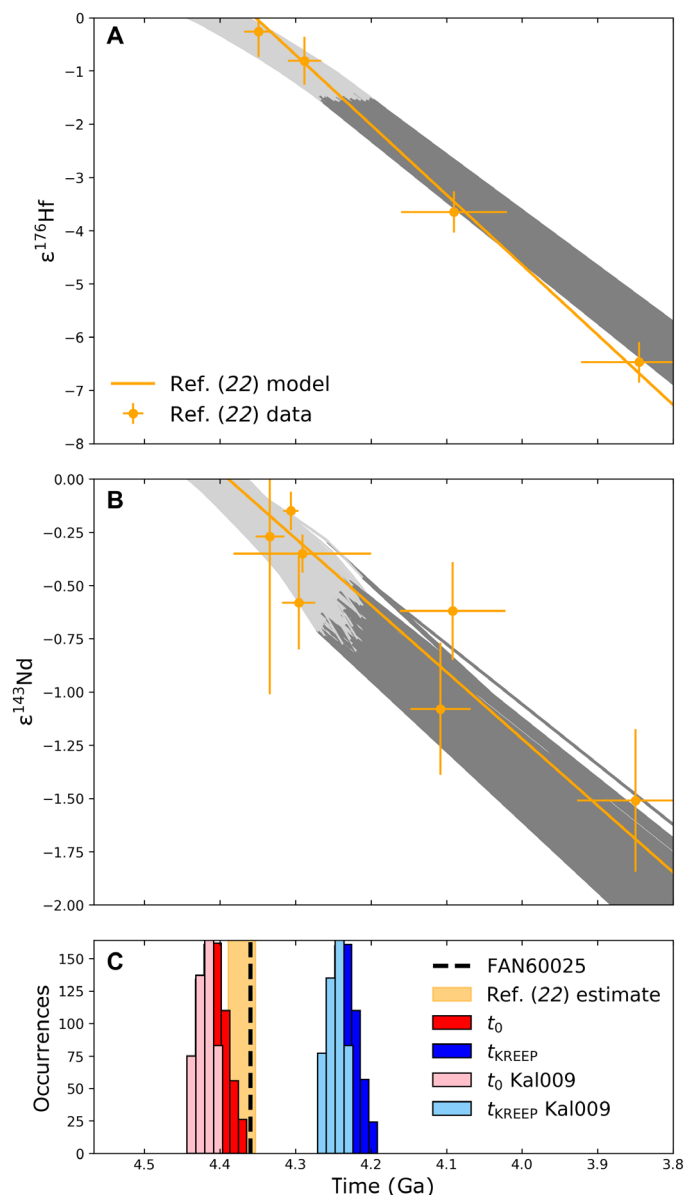 A
0
−1
−2
−3
−4
−5
−6
−7
−8
ε¹⁷⁶Hf
Ref. (22) model
Ref. (22) data
B
0.00
−0.25
−0.50
−0.75
−1.00
−1.25
−1.50
−1.75
−2.00
ε¹⁴³Nd
C
150
125
100
75
50
25
0
Occurrences
FAN60025
Ref. (22) estimate
t₀
tKREEP
t₀ Kal009
tKREEP Kal009
4.5 4.4 4.3 4.2 4.1 4.0 3.9 3.8
Time (Ga)